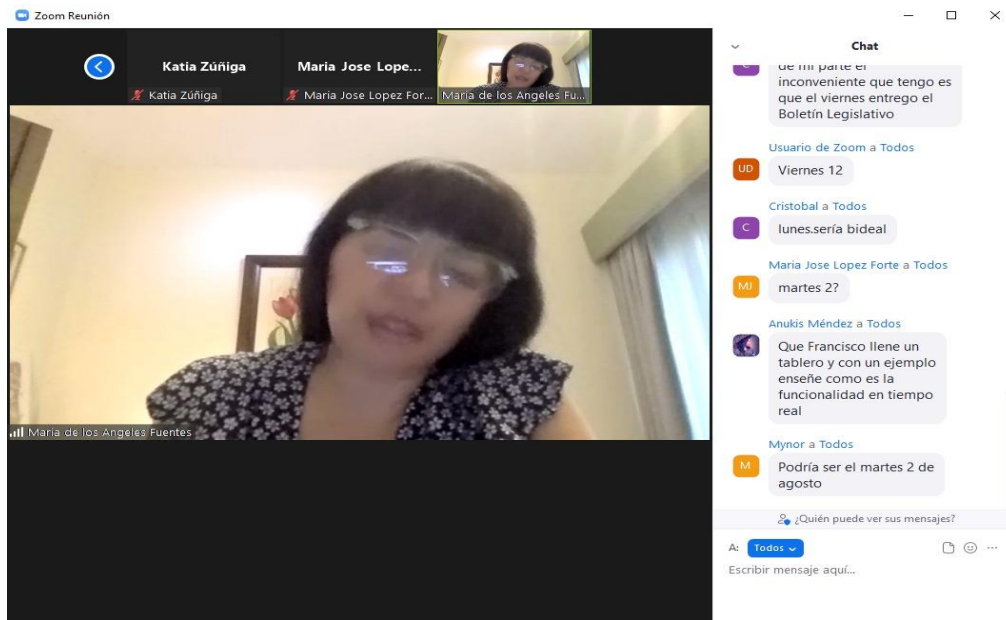 Zoom Reunión
Katia Zúñiga
Maria Jose Lope...
Katia Zúñiga
Maria Jose Lopez For...
Maria de los Angeles Fu...
Maria de los Angeles Fuentes
Chat
C
de mi parte el
inconveniente que tengo es
que el viernes entrego el
Boletín Legislativo
Usuario de Zoom a Todos
UD
Viernes 12
Cristobal a Todos
C
lunes.sería bideal
Maria Jose Lopez Forte a Todos
MJ
martes 2?
Anukis Méndez a Todos
Que Francisco llene un
tablero y con un ejemplo
enseñe como es la
funcionalidad en tiempo
real
Mynor a Todos
M
Podría ser el martes 2 de
agosto
¿Quién puede ver sus mensajes?
A: Todos
Escribir mensaje aquí...